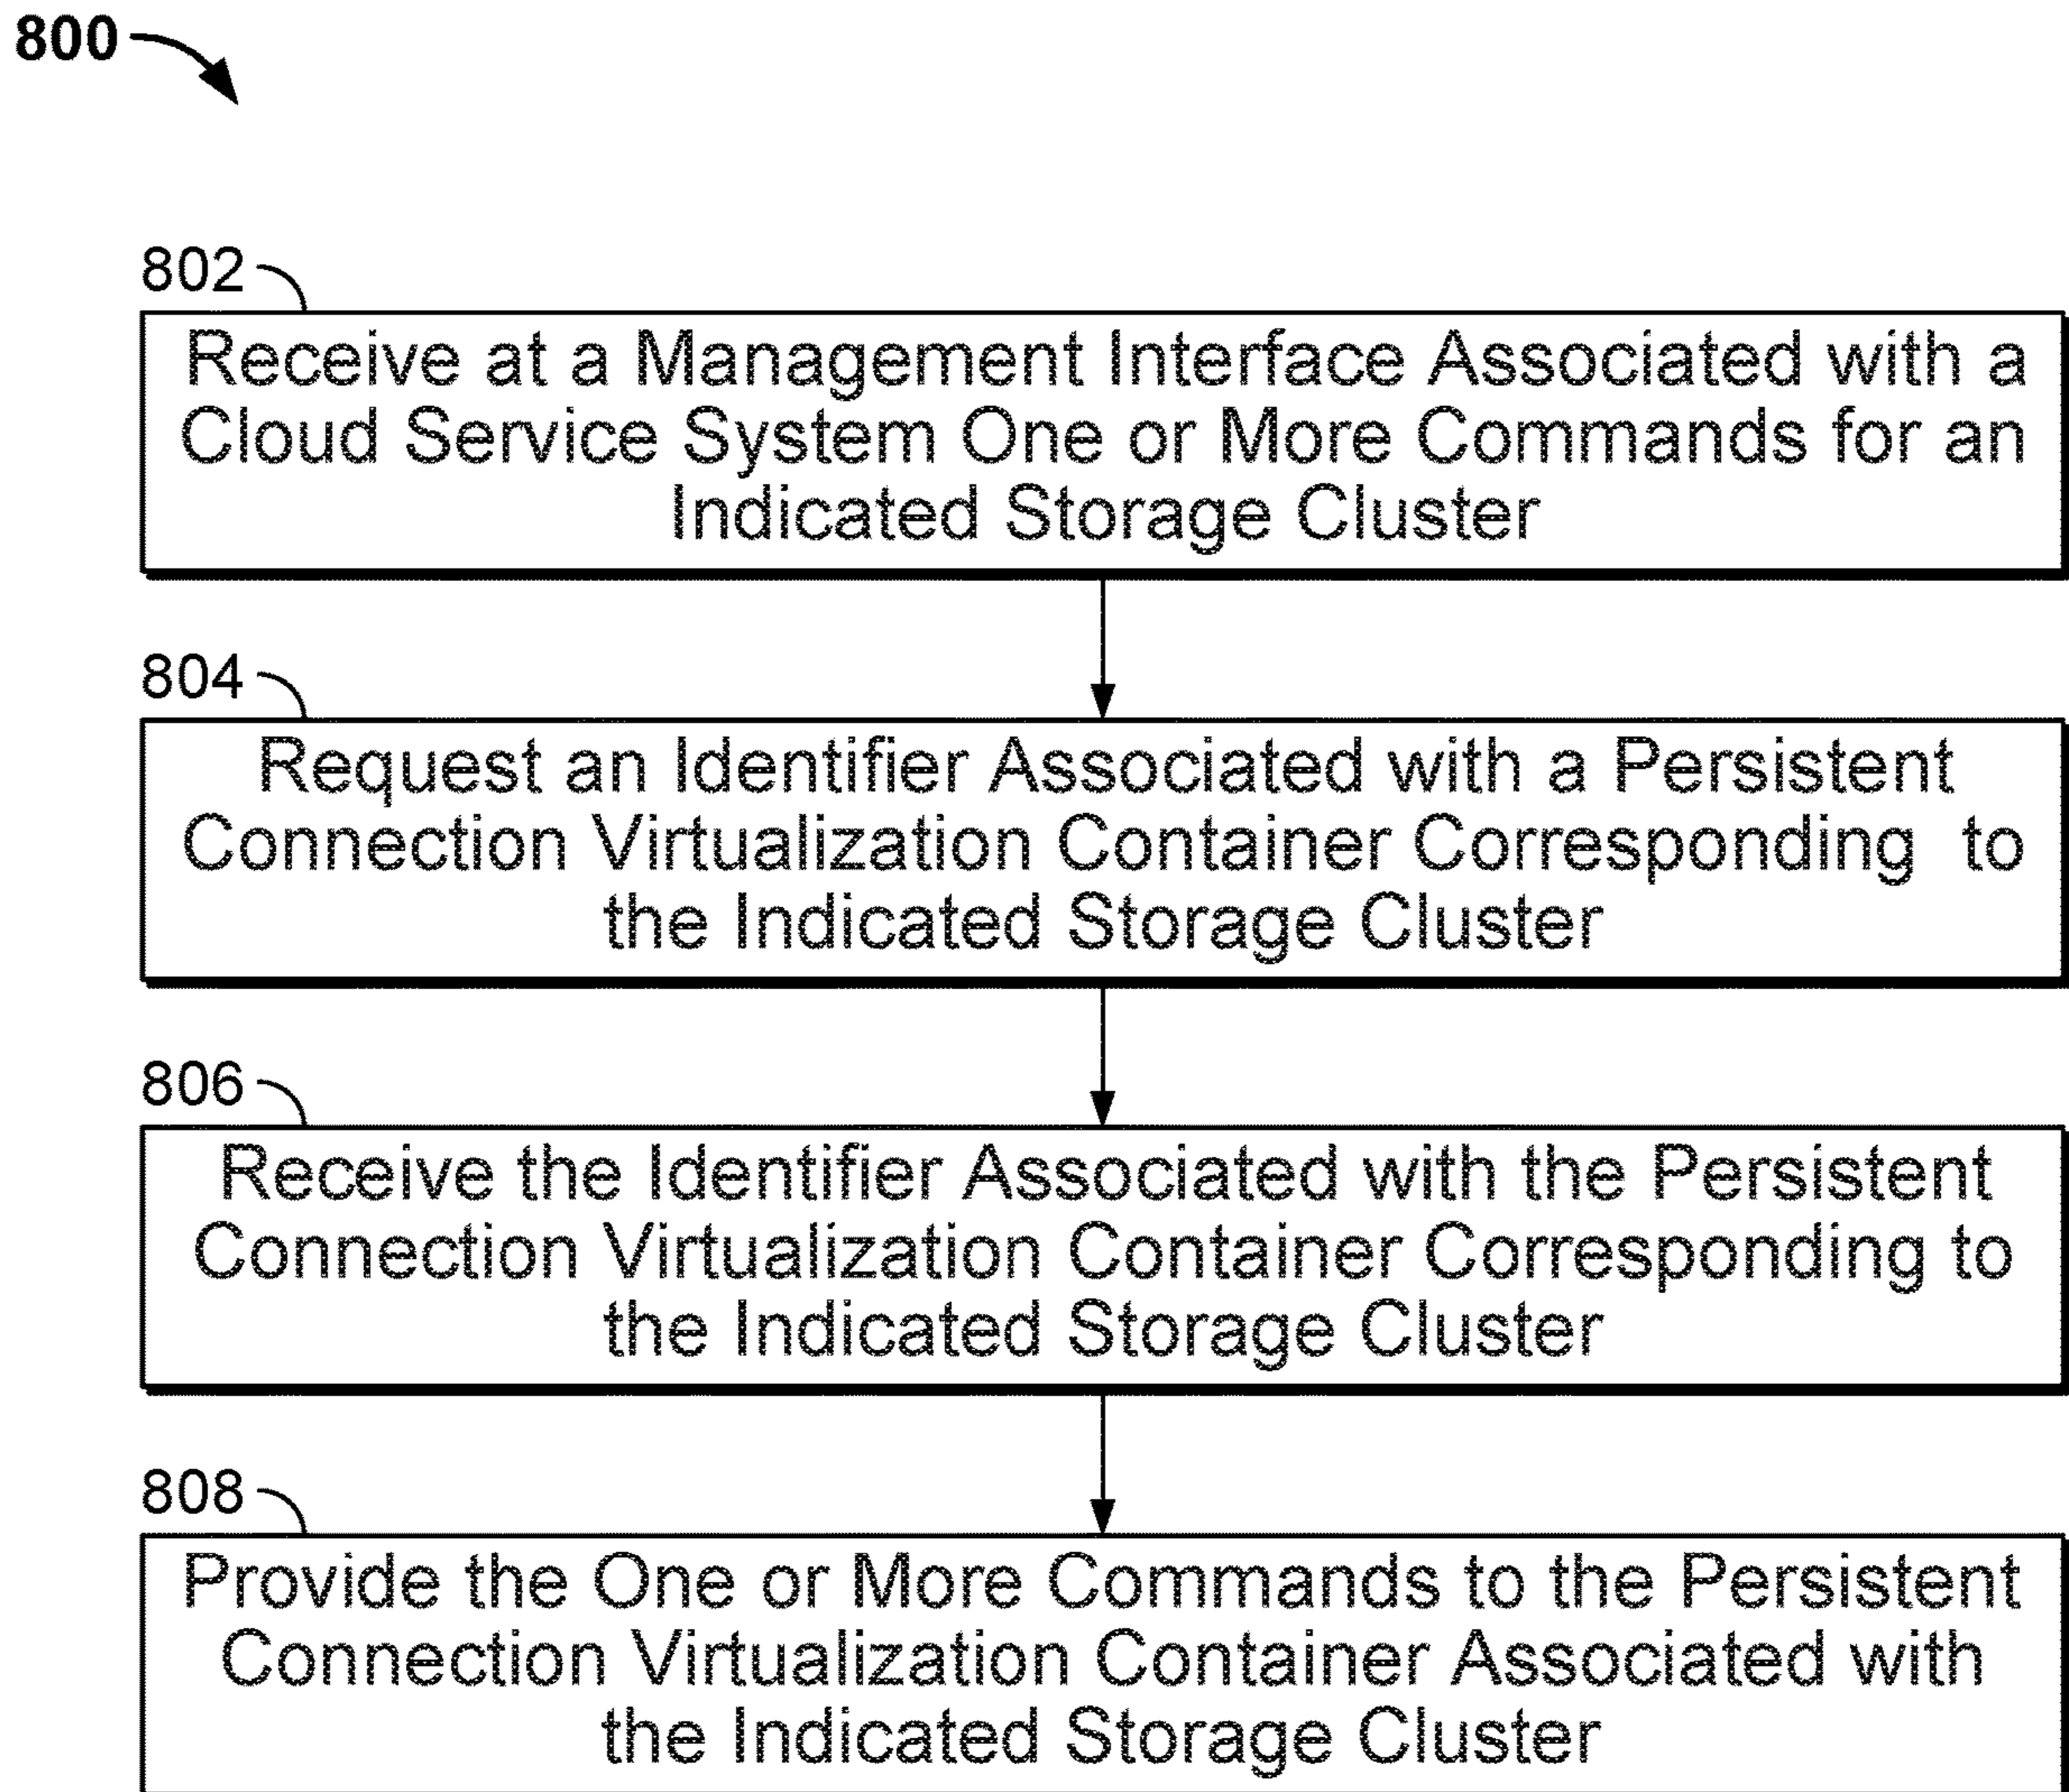 800
802
Receive at a Management Interface Associated with a
Cloud Service System One or More Commands for an
Indicated Storage Cluster
804
Request an Identifier Associated with a Persistent
Connection Virtualization Container Corresponding to
the Indicated Storage Cluster
806
Receive the Identifier Associated with the Persistent
Connection Virtualization Container Corresponding to
the Indicated Storage Cluster
808
Provide the One or More Commands to the Persistent
Connection Virtualization Container Associated with
the Indicated Storage Cluster